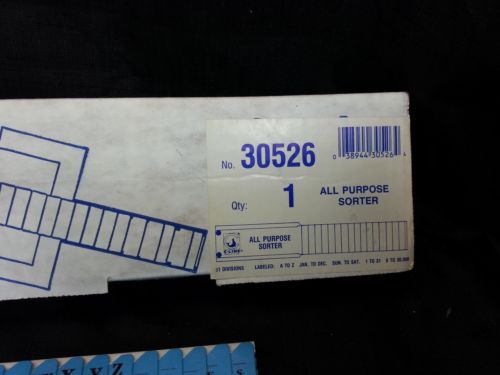 No. 30526
0 38944 30526 4
Qty: 1 ALL PURPOSE
SORTER
ALL PURPOSE
SORTER
31 DIVISIONS LABELED: A TO Z JAN. TO DEC. SUN. TO SAT. 1 TO 31 0 TO 30,000
X Y Z